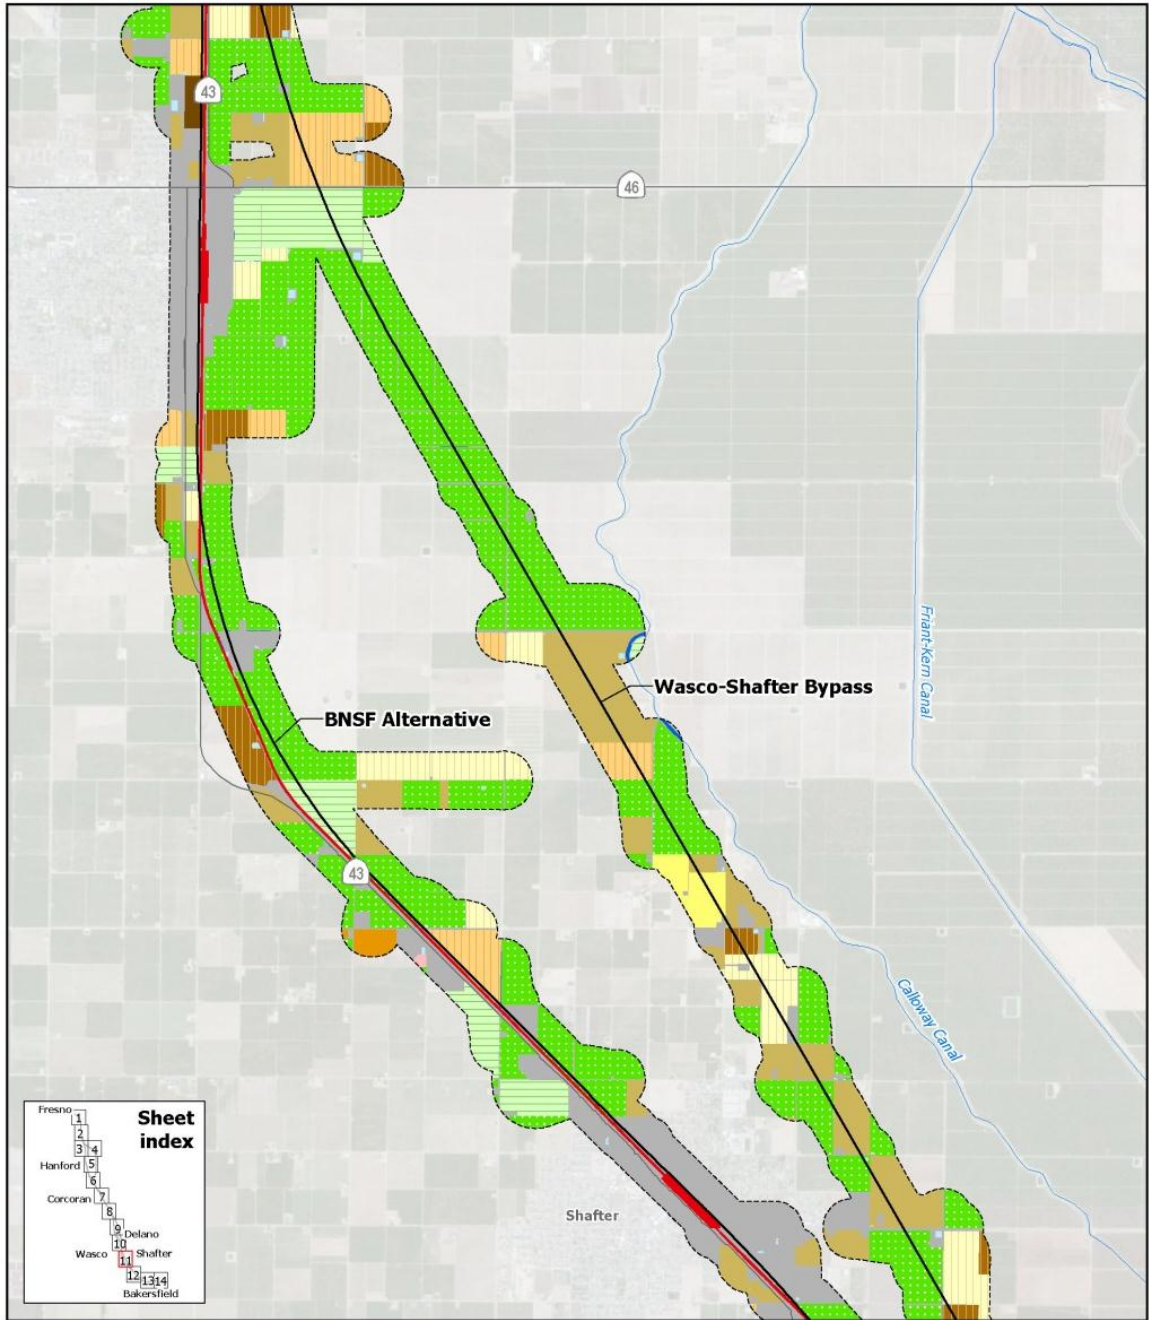 43
46
Friant-Kern Canal
Wasco-Shafter Bypass
BNSF Alternative
43
Calloway Canal
Shafter
Sheet
index
Fresno
1
2
3 4
Hanford 5
6
Corcoran 7
8
9
Delano
10
Wasco 11 Shafter
12 13 14
Bakersfield